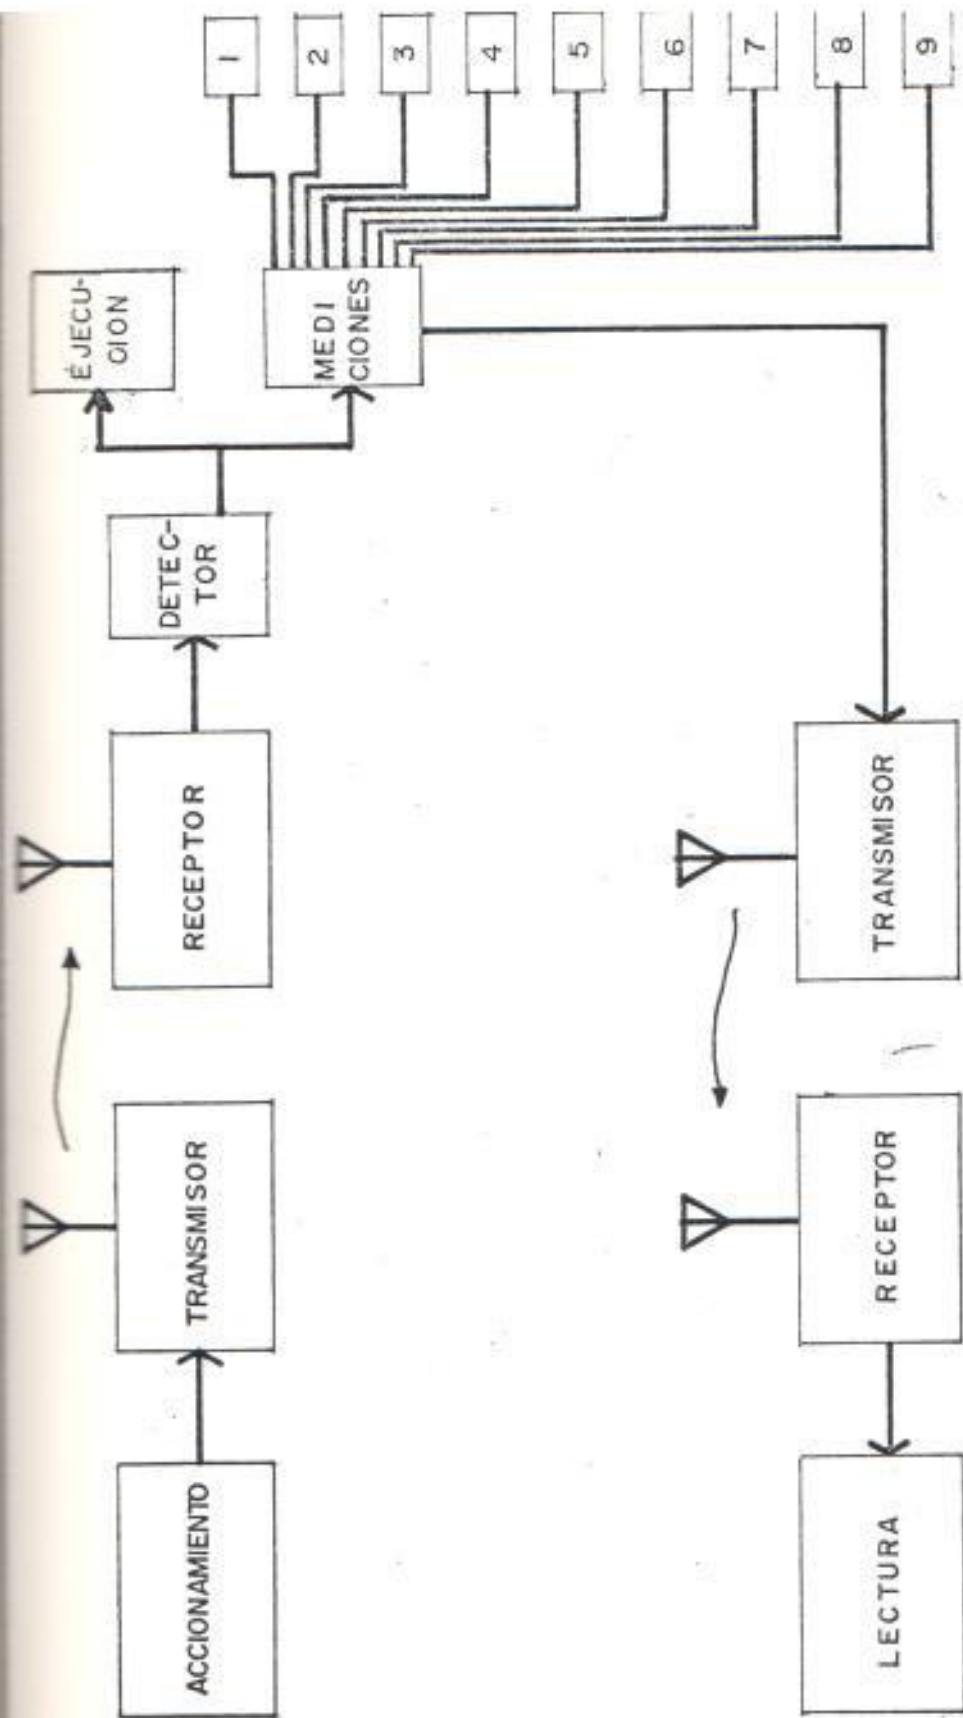 ACCIONAMIENTO
TRANSMISOR
RECEPTOR
DETEC-
TOR
ÉJECU-
CION
MEDI
CIONES
1
2
3
4
5
6
7
8
9
LECTURA
RECEPTOR
TRANSMISOR